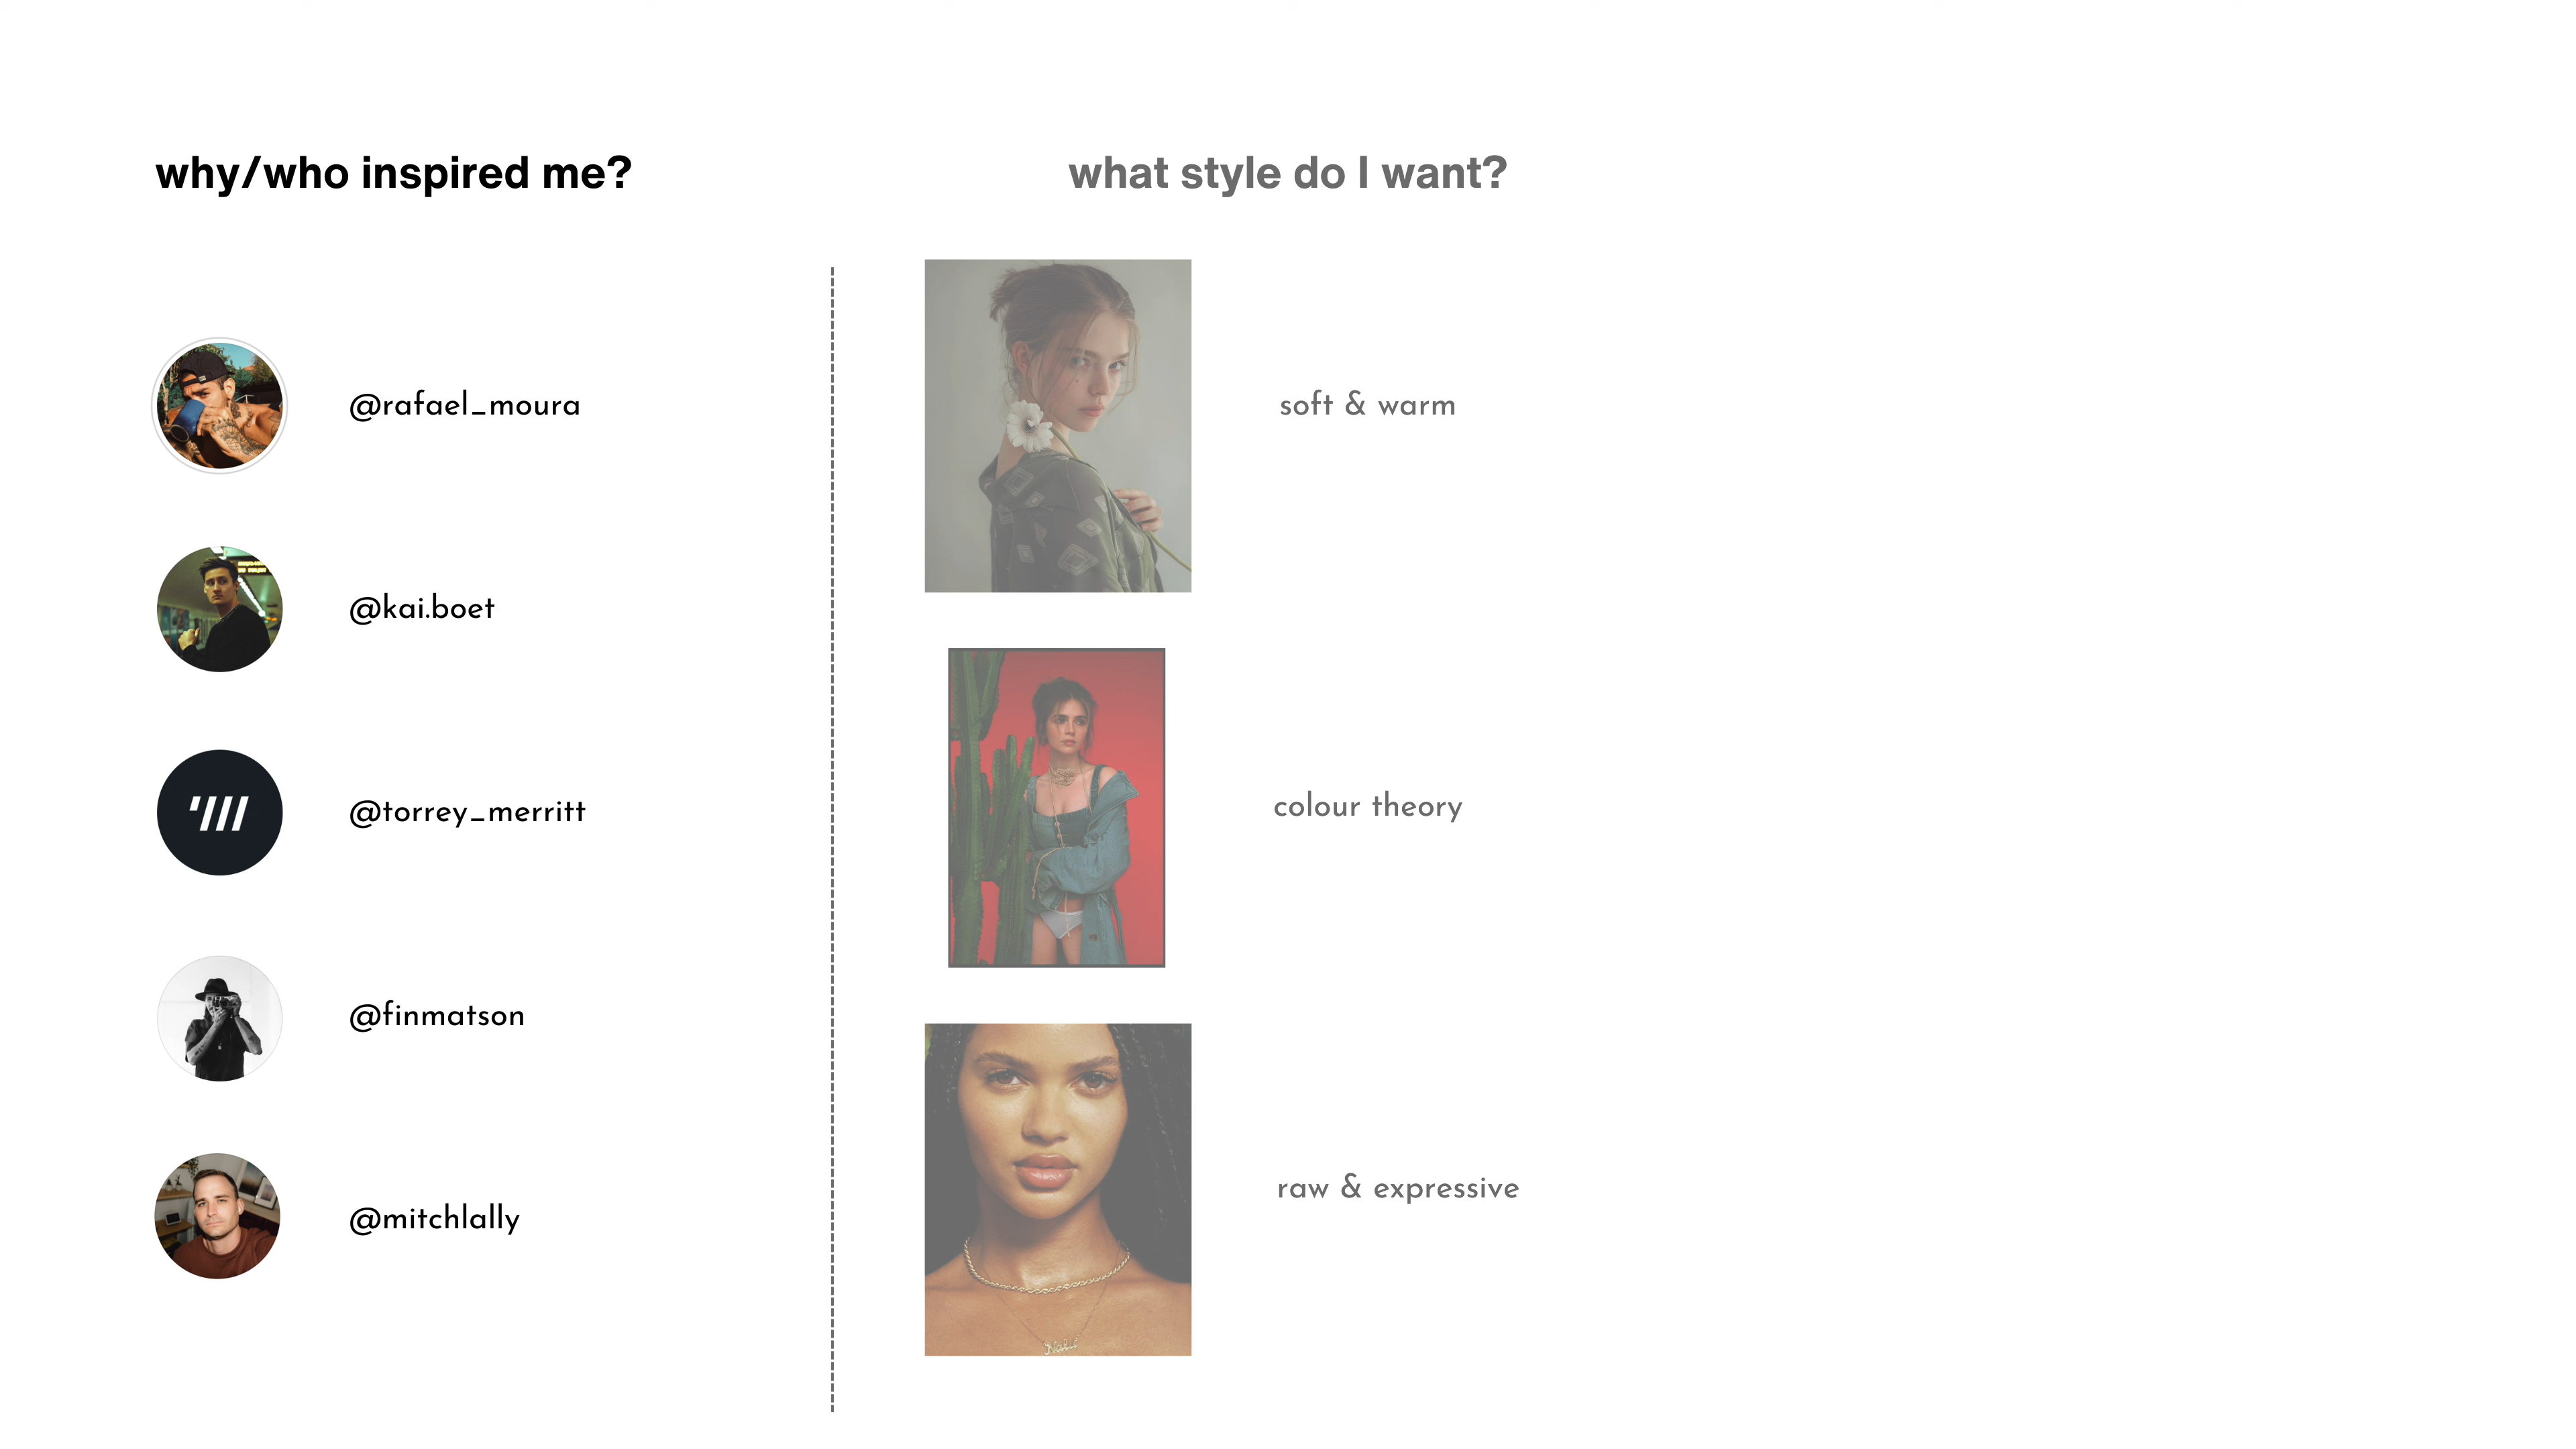 why/who inspired me?
@rafael_moura
@kai.boet
@torrey_merritt
@finmatson
@mitchlally
what style do I want?
soft & warm
colour theory
raw & expressive